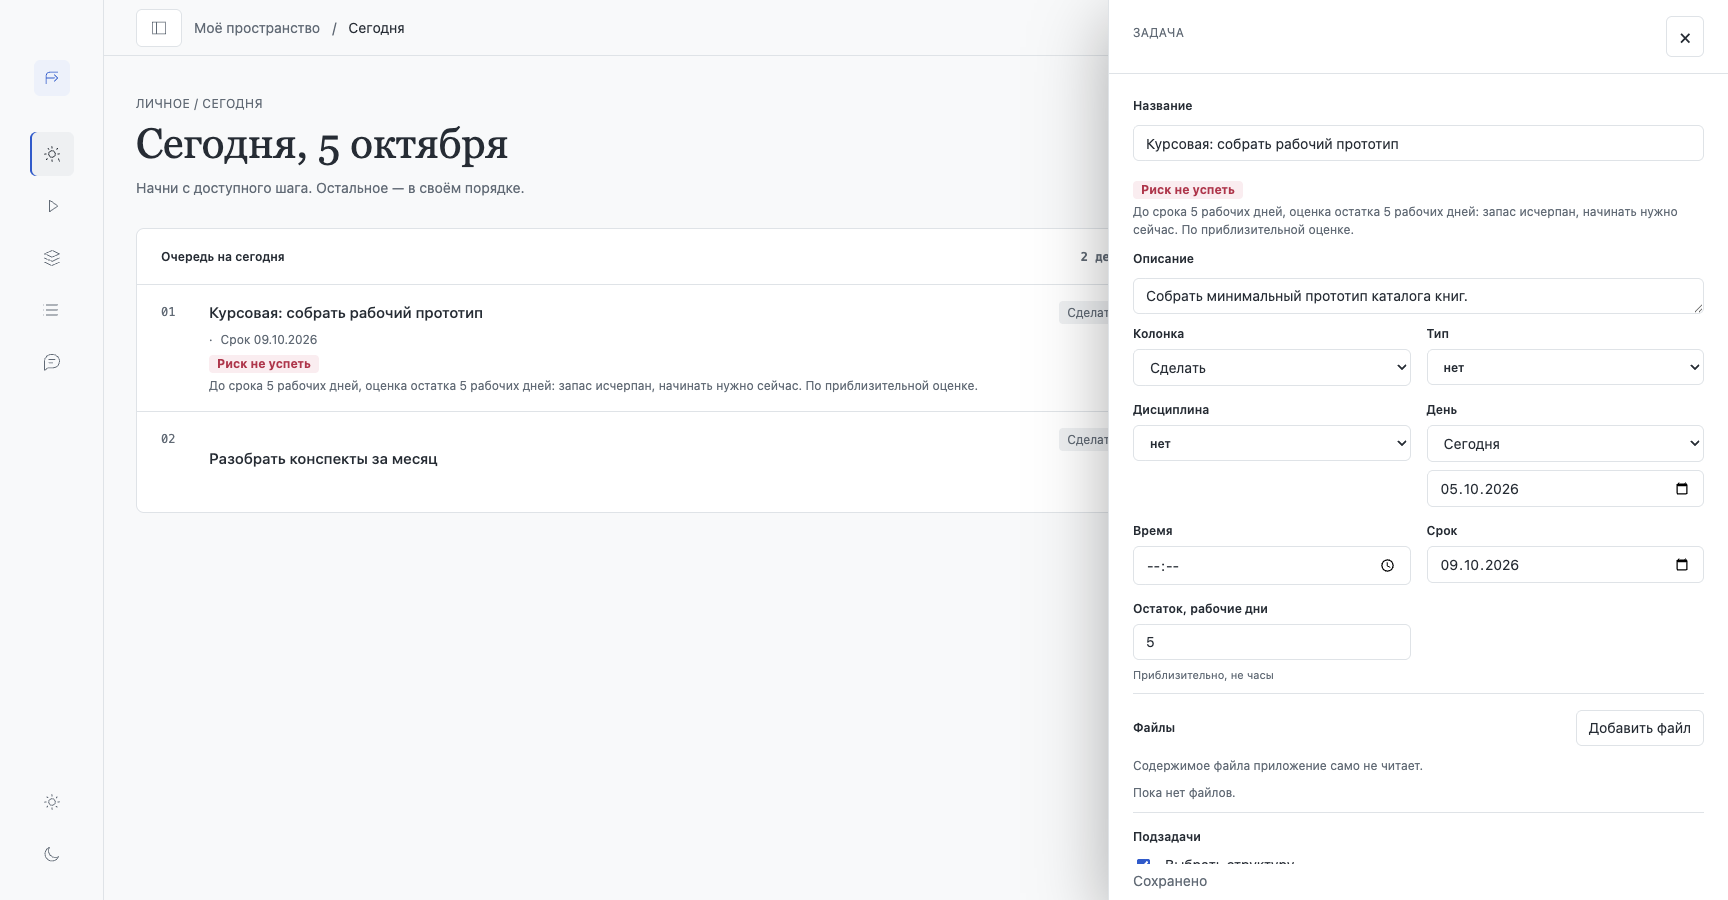 Моё пространство / Сегодня
ЛИЧНОЕ / СЕГОДНЯ
Сегодня, 5 октября
Начни с доступного шага. Остальное — в своём порядке.
Очередь на сегодня
2 де
01
Курсовая: собрать рабочий прототип
Сделат
· Срок 09.10.2026
Риск не успеть
До срока 5 рабочих дней, оценка остатка 5 рабочих дней: запас исчерпан, начинать нужно сейчас. По приблизительной оценке.
02
Разобрать конспекты за месяц
Сделат
ЗАДАЧА
Название
Курсовая: собрать рабочий прототип
Риск не успеть
До срока 5 рабочих дней, оценка остатка 5 рабочих дней: запас исчерпан, начинать нужно
сейчас. По приблизительной оценке.
Описание
Собрать минимальный прототип каталога книг.
Колонка
Тип
Сделать
нет
Дисциплина
День
нет
Сегодня
05.10.2026
Время
Срок
--:--
09.10.2026
Остаток, рабочие дни
5
Приблизительно, не часы
Файлы
Добавить файл
Содержимое файла приложение само не читает.
Пока нет файлов.
Подзадачи
Выбрать структуру
Сохранено